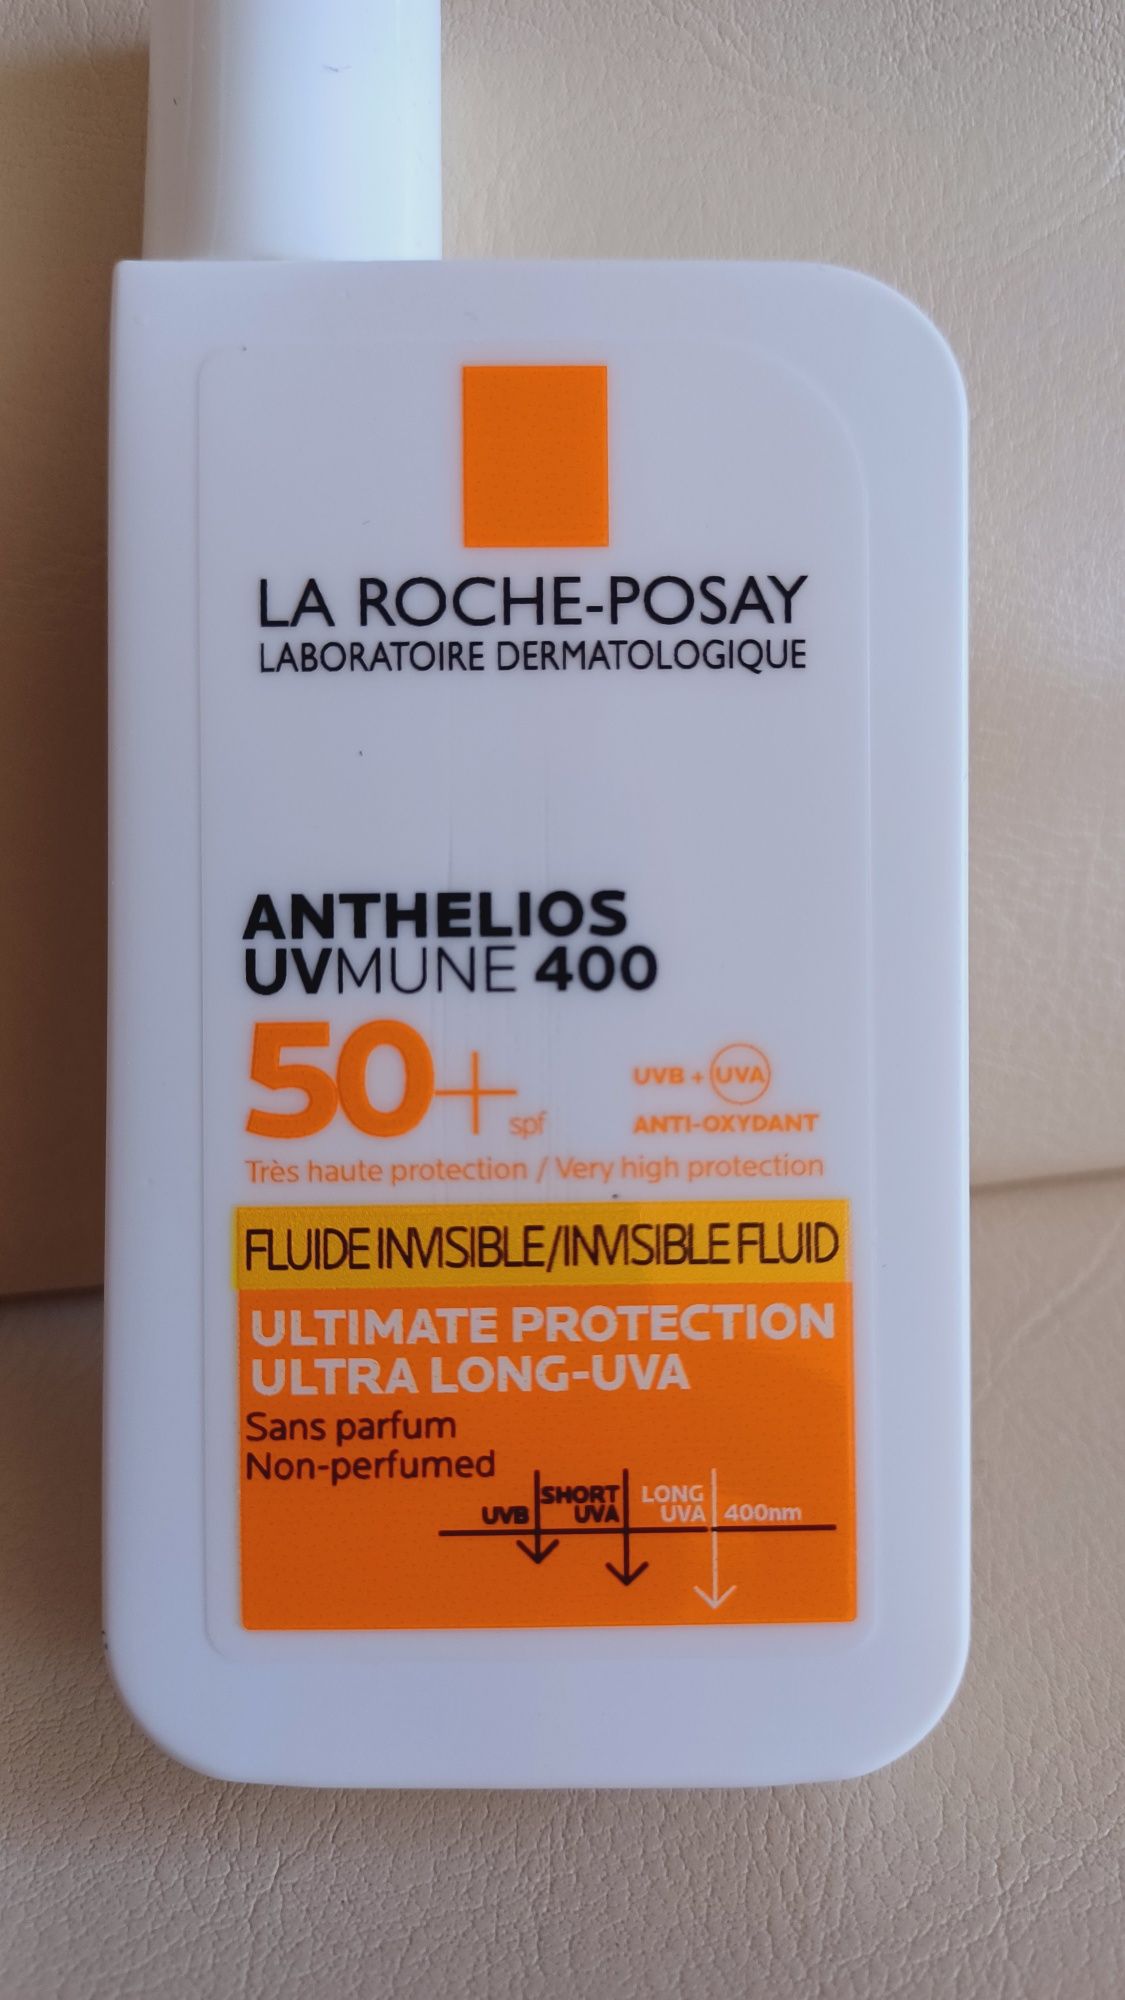 LA ROCHE-POSAY
LABORATOIRE DERMATOLOGIQUE
ANTHELIOS
UVMUNE 400
50+ spf
UVB + UVA
ANTI-OXYDANT
Très haute protection / Very high protection
FLUIDE INVISIBLE/INVISIBLE FLUID
ULTIMATE PROTECTION
ULTRA LONG-UVA
Sans parfum
Non-perfumed
UVB SHORT UVA LONG UVA 400nm